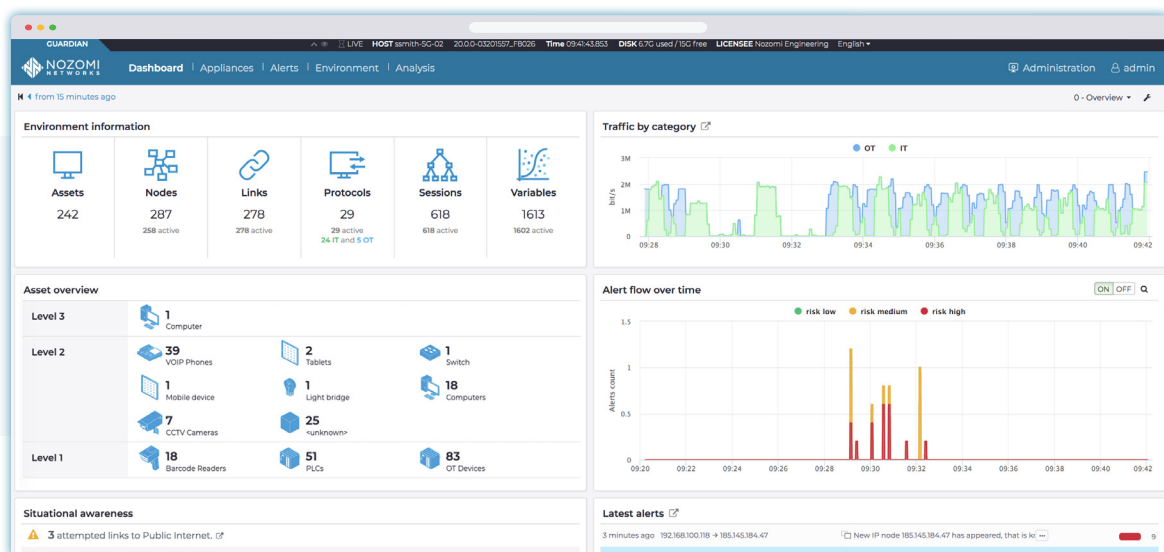 GUARDIAN
LIVE HOST ssmith-SG-02 20.0.0-03201557_F8026 Time 09:41:43.853 DISK 6.7G used / 15G free LICENSEE Nozomi Engineering English
NOZOMI
NETWORKS
Dashboard Appliances Alerts Environment Analysis
Administration admin
from 15 minutes ago
0 - Overview
Environment information
Assets Nodes Links Protocols Sessions Variables
242 287 278 29 618 1613
258 active 278 active 29 active 618 active 1602 active
24 IT and 5 OT
Traffic by category
OT IT
bit/s
3M
2M
1M
0
09:28 09:30 09:32 09:34 09:36 09:38 09:40 09:42
Asset overview
Level 3
1
Computer
Level 2
39 2 1
VOIP Phones Tablets Switch
1 1 18
Mobile device Light bridge Computers
7 25
CCTV Cameras <unknown>
Level 1
18 51 83
Barcode Readers PLCs OT Devices
Alert flow over time
ON OFF
risk low risk medium risk high
Alerts count
1.5
1
0.5
0
09:20 09:22 09:24 09:26 09:28 09:30 09:32 09:34 09:36 09:38 09:40 09:42
Situational awareness
3 attempted links to Public Internet.
Latest alerts
3 minutes ago 192.168.100.118 → 185.145.184.47 New IP node 185.145.184.47 has appeared, that is k ... 9